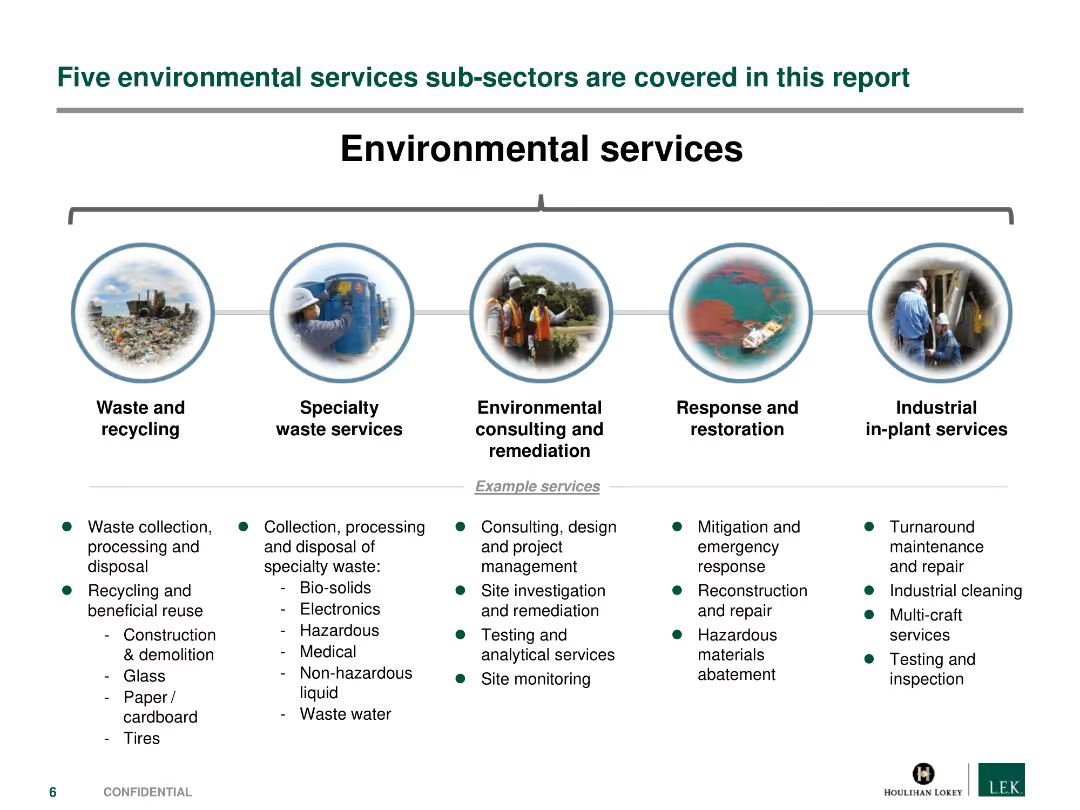 Five environmental services sub-sectors are covered in this report
Environmental services
Waste and
recycling
Specialty
waste services
Environmental
consulting and
remediation
Response and
restoration
Industrial
in-plant services
Example services
● Waste collection,
processing and
disposal
● Recycling and
beneficial reuse
- Construction
& demolition
- Glass
- Paper /
cardboard
- Tires
● Collection, processing
and disposal of
specialty waste:
- Bio-solids
- Electronics
- Hazardous
- Medical
- Non-hazardous
liquid
- Waste water
● Consulting, design
and project
management
● Site investigation
and remediation
● Testing and
analytical services
● Site monitoring
● Mitigation and
emergency
response
● Reconstruction
and repair
● Hazardous
materials
abatement
● Turnaround
maintenance
and repair
● Industrial cleaning
● Multi-craft
services
● Testing and
inspection
6 CONFIDENTIAL
HOULIHAN LOKEY
L.E.K.